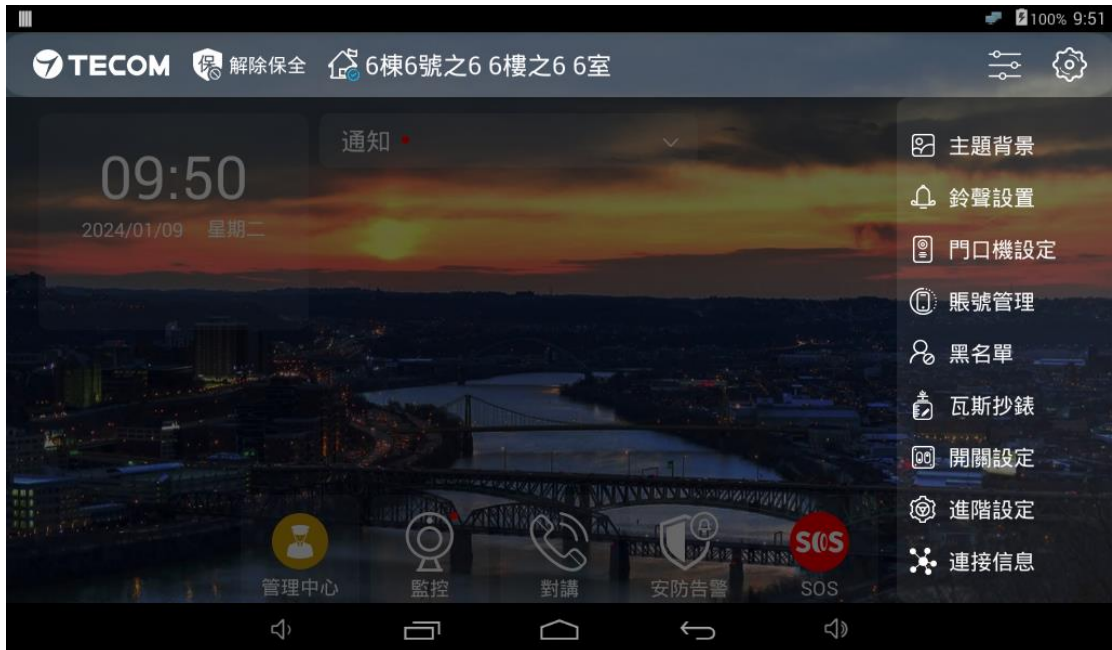 100% 9:51
TECOM 解除保全 6棟6號之6 6樓之6 6室
通知
09:50
2024/01/09 星期二
主題背景
鈴聲設置
門口機設定
賬號管理
黑名單
瓦斯抄錶
開關設定
進階設定
連接信息
SOS
管理中心 監控 對講 安防告警 SOS